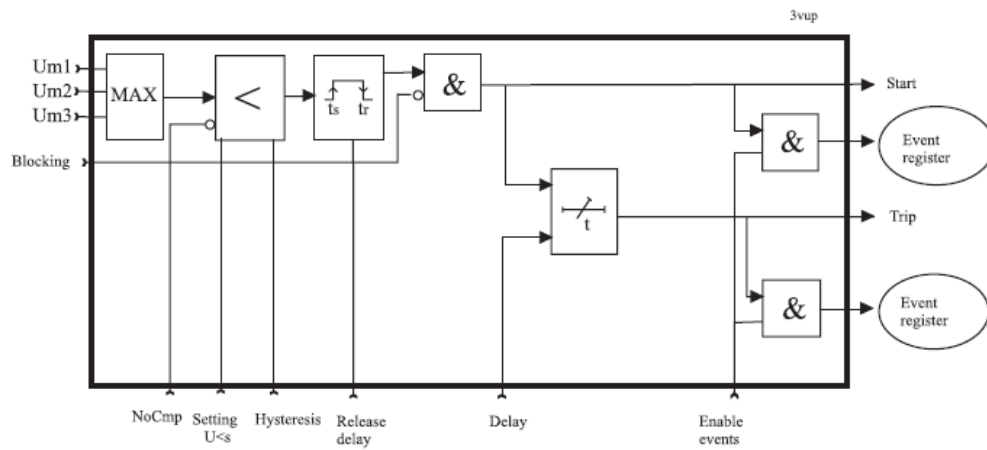 3vup
Um1
Um2
Um3
MAX
<
ts
tr
&
Start
Blocking
&
Event
register
t
Trip
&
Event
register
NoCmp
Setting
U<s
Hysteresis
Release
delay
Delay
Enable
events